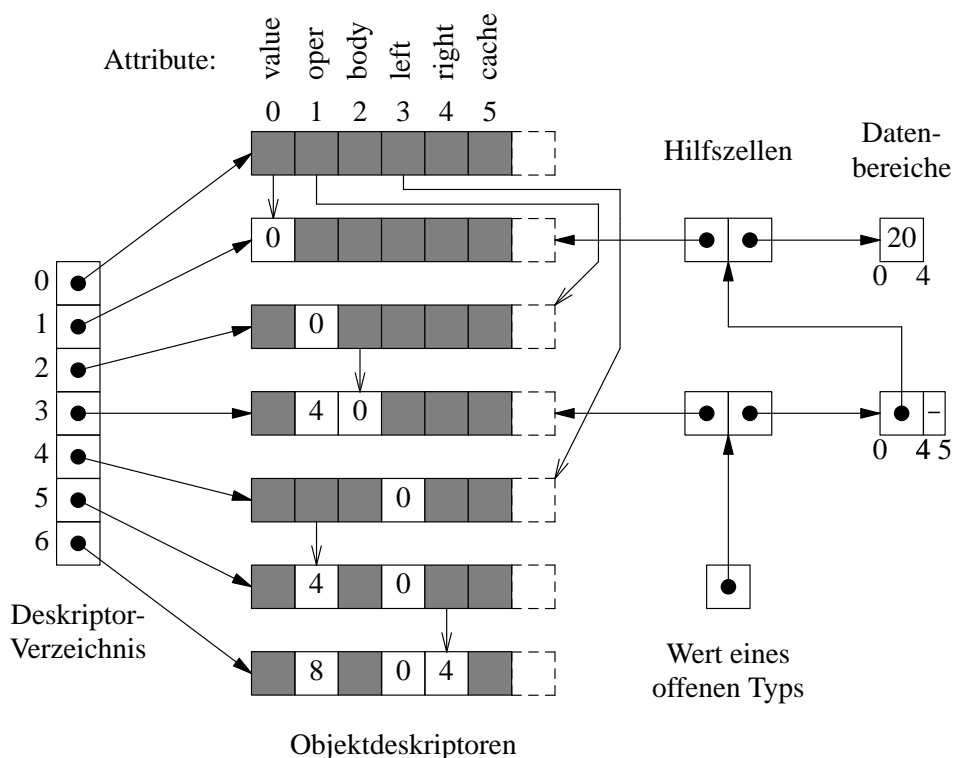 Attribute:
value oper body left right cache
0 1 2 3 4 5
Hilfszellen
Daten-
bereiche
0
20
0 4
0
1
2
3
4
5
6
0
4 0
–
0 4 5
0
4 0
8 0 4
Deskriptor-
Verzeichnis
Wert eines
offenen Typs
Objektdeskriptoren